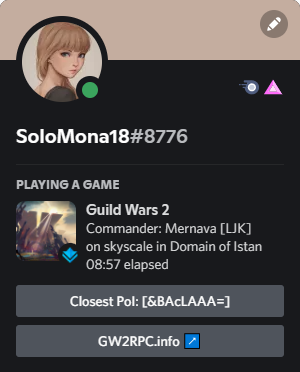 SoloMona18#8776
PLAYING A GAME
Guild Wars 2
Commander: Mernava [LJK]
on skyscale in Domain of Istan
08:57 elapsed
Closest PoI: [&BAcLAAA=]
GW2RPC.info ↗